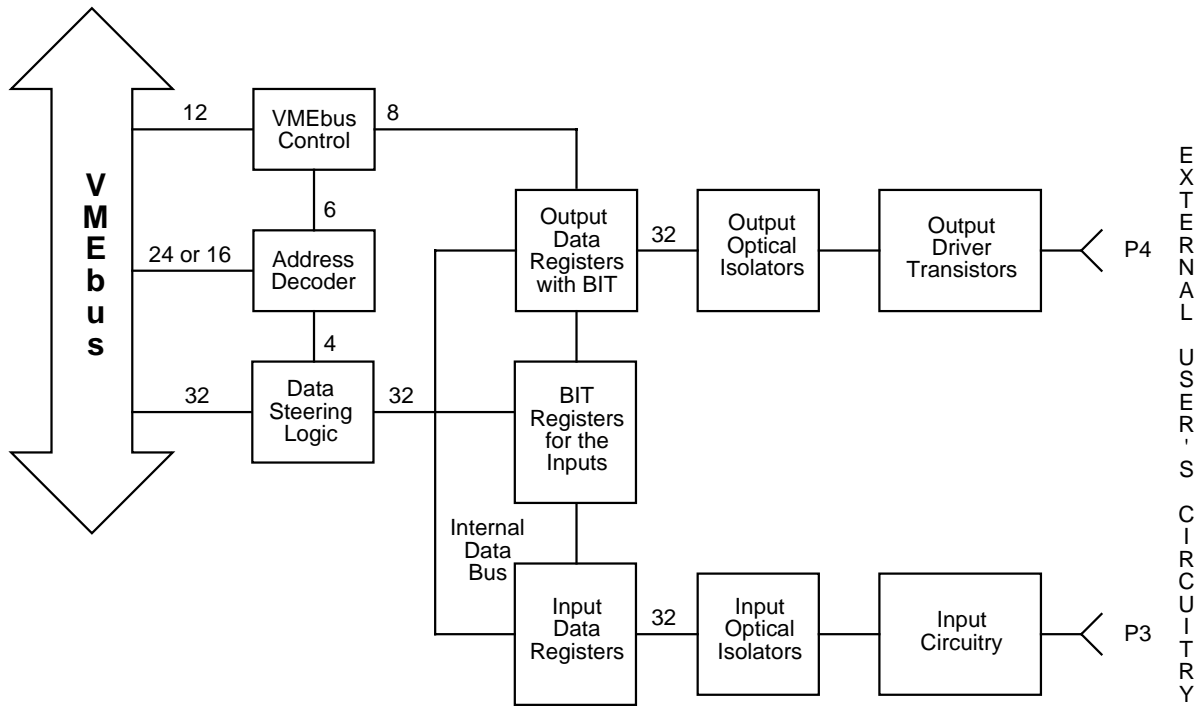 VMEbus
12
VMEbus
Control
8
6
24 or 16
Address
Decoder
4
32
Data
Steering
Logic
32
Output
Data
Registers
with BIT
32
Output
Optical
Isolators
Output
Driver
Transistors
P4
BIT
Registers
for the
Inputs
Internal
Data
Bus
Input
Data
Registers
32
Input
Optical
Isolators
Input
Circuitry
P3
EXTERNAL USER'S CIRCUITRY